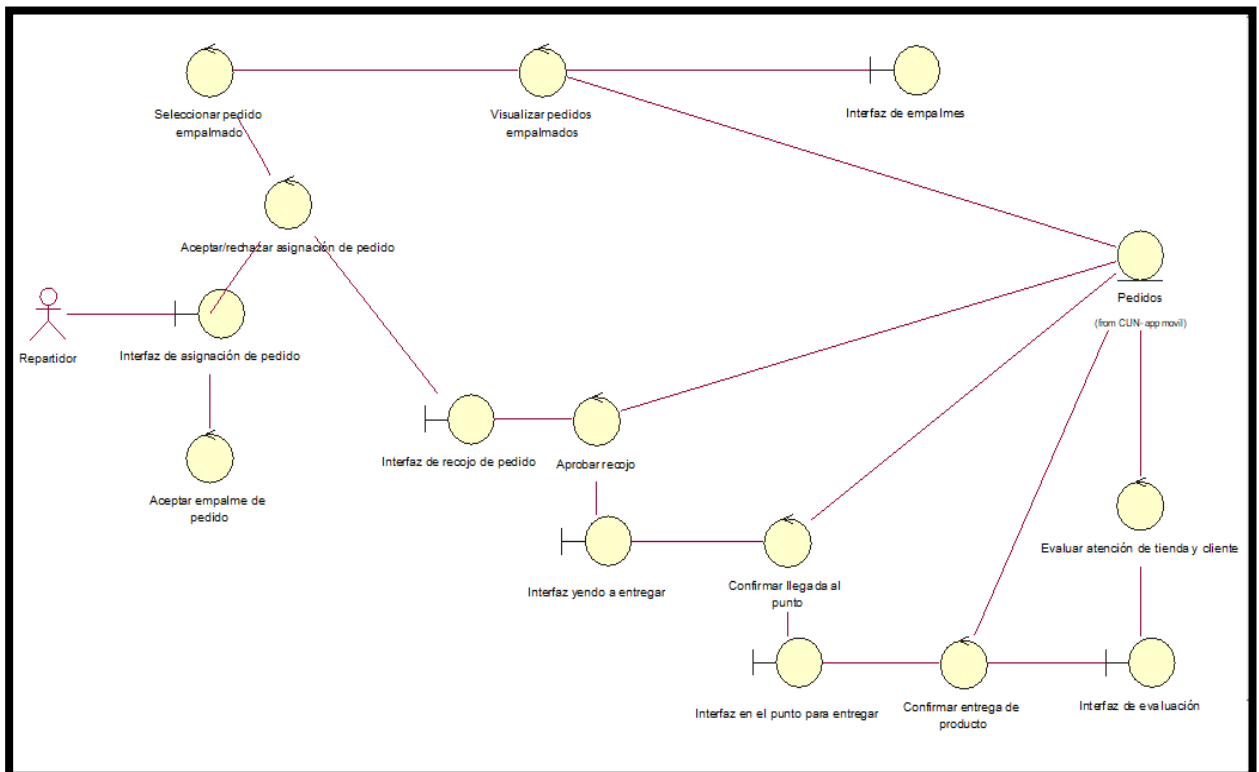 Seleccionar pedido
empalmado
Visualizar pedidos
empalmados
Interfaz de empalmes
Aceptar/rechazar asignación de pedido
Pedidos
(from CUN- app movil)
Repartidor
Interfaz de asignación de pedido
Interfaz de recojo de pedido
Aprobar recojo
Aceptar empalme de
pedido
Evaluar atención de tienda y cliente
Interfaz yendo a entregar
Confirmar llegada al
punto
Interfaz en el punto para entregar
Confirmar entrega de
producto
Interfaz de evaluación